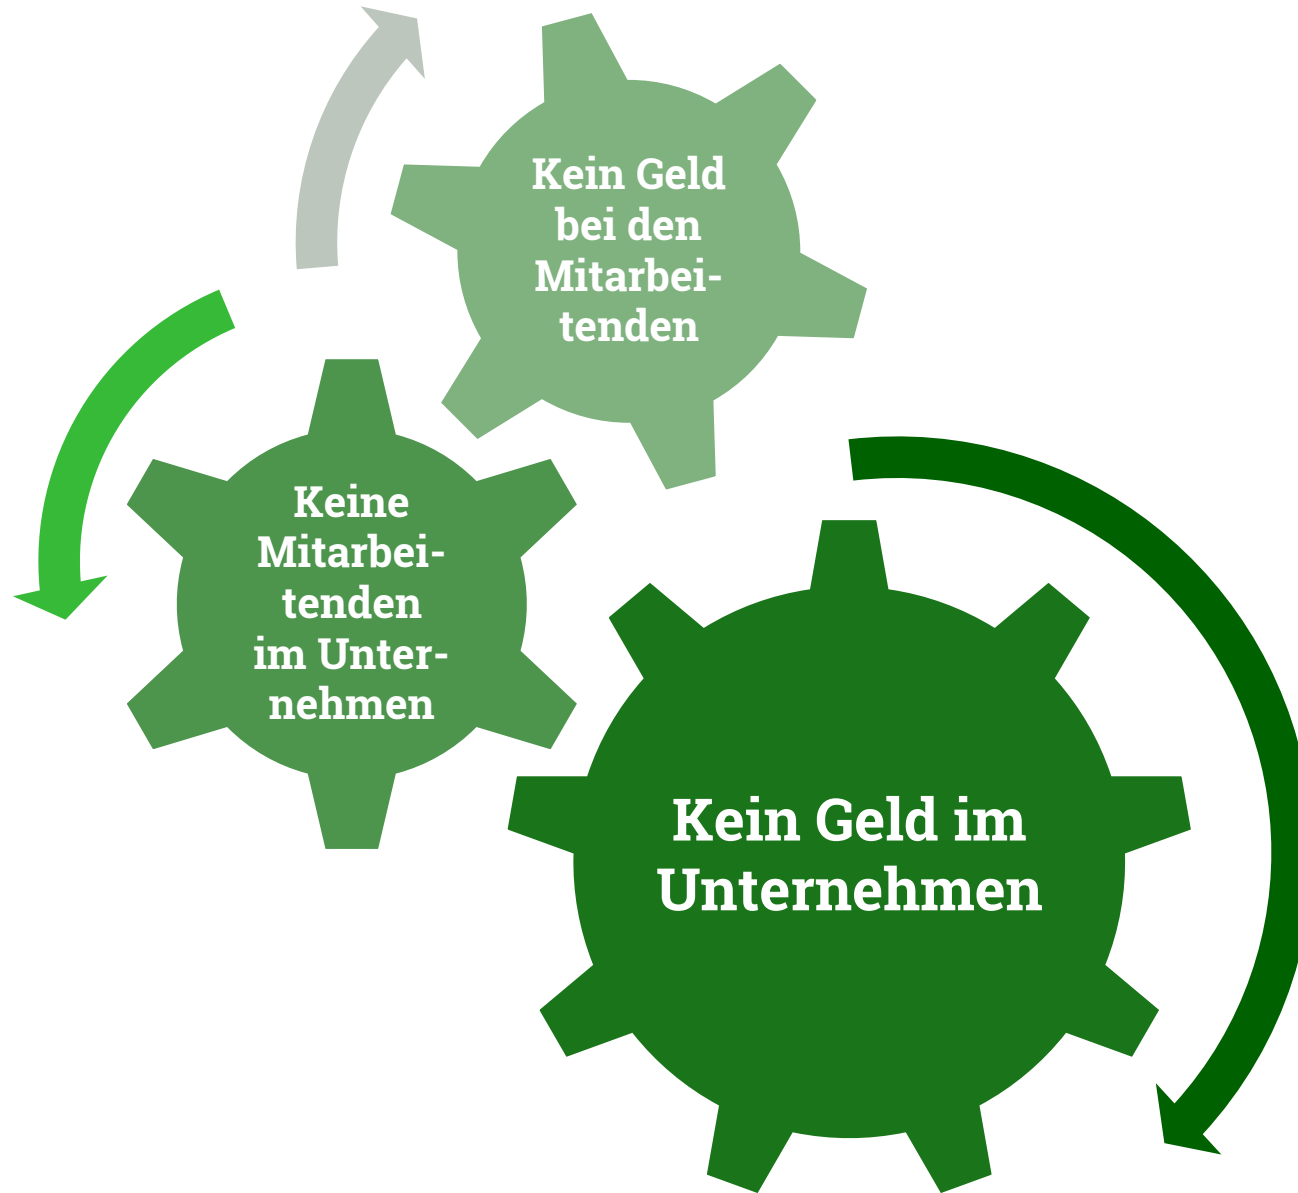 Kein Geld
bei den
Mitarbei-
tenden
Keine
Mitarbei-
tenden
im Unter-
nehmen
Kein Geld im
Unternehmen